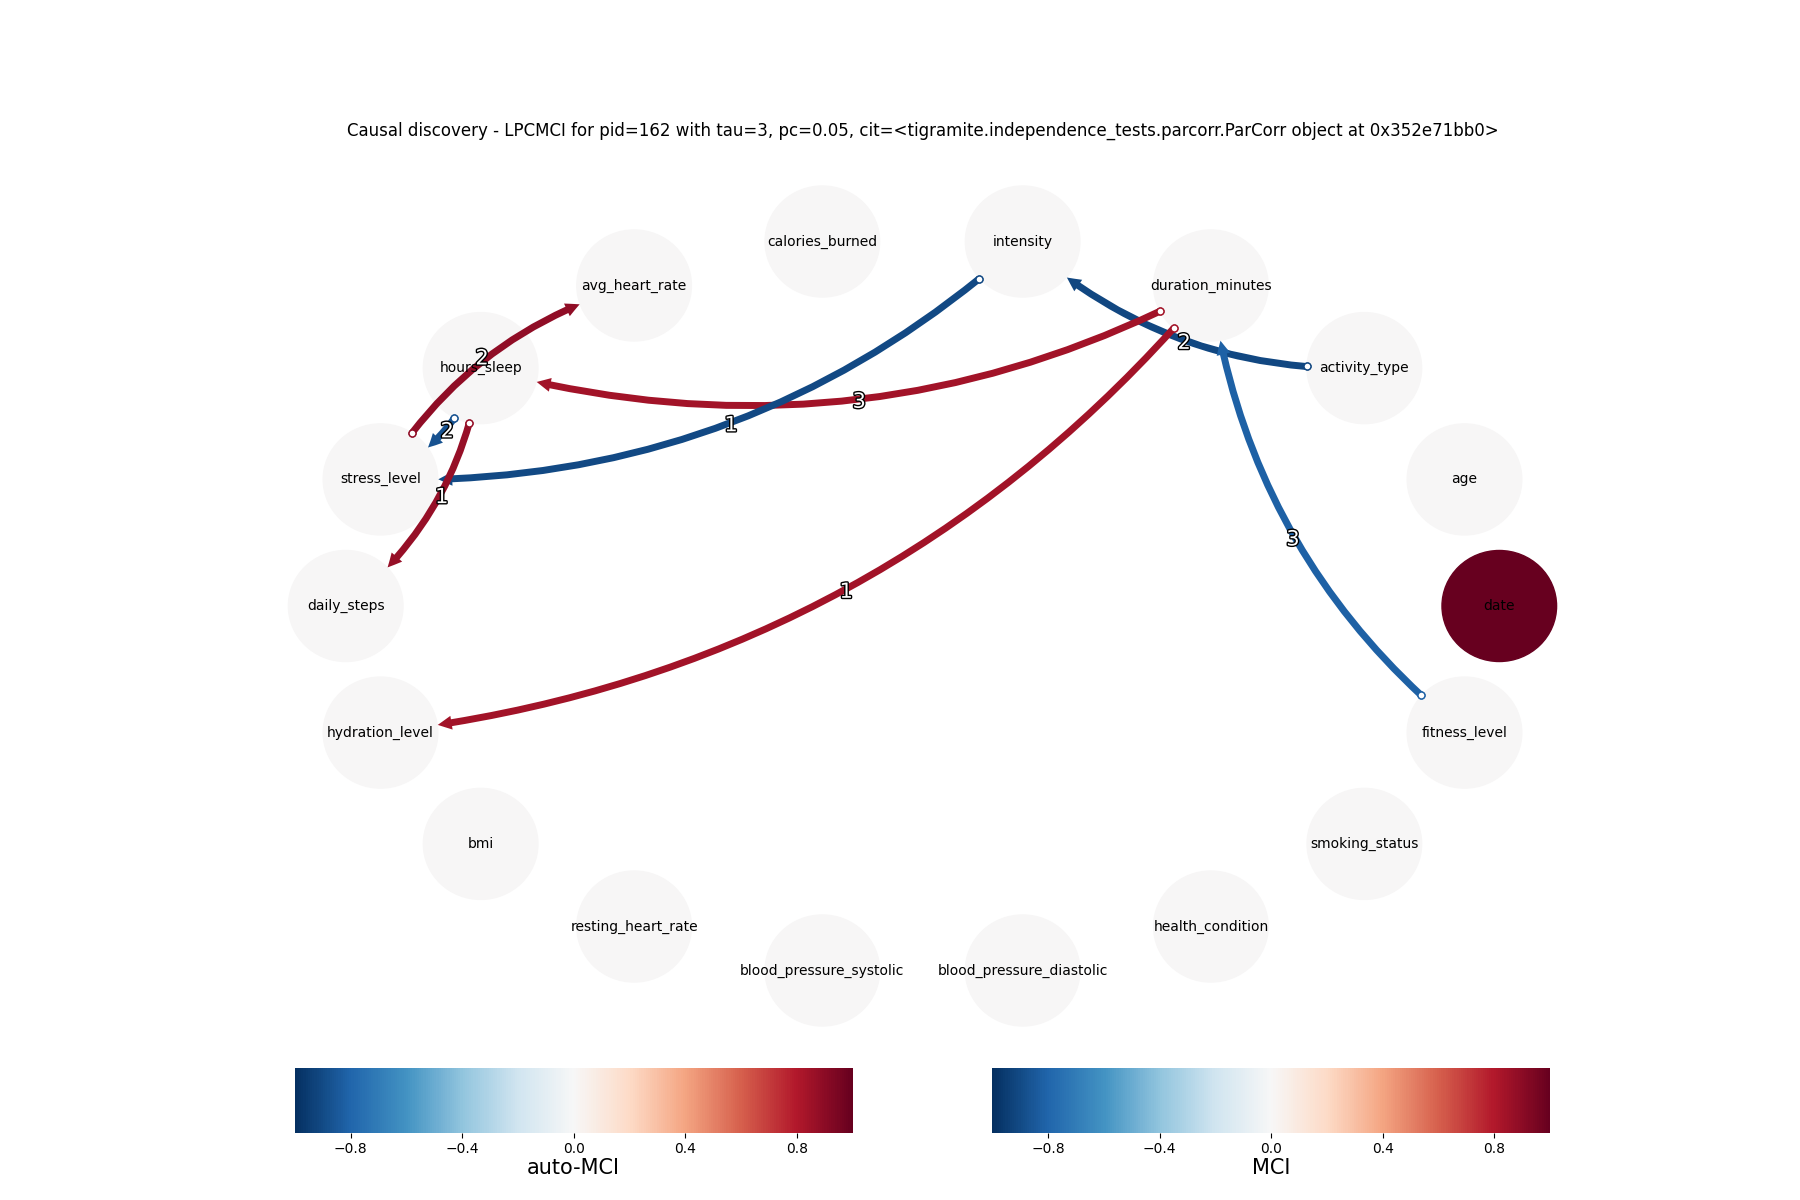 Causal discovery - LPCMCI for pid=162 with tau=3, pc=0.05, cit=<tigramite.independence_tests.parcorr.ParCorr object at 0x352e71bb0>
calories_burned
intensity
avg_heart_rate
duration_minutes
2
2
hours_sleep
activity_type
3
1
2
stress_level
1
age
3
1
daily_steps
date
hydration_level
fitness_level
bmi
smoking_status
resting_heart_rate
health_condition
blood_pressure_systolic
blood_pressure_diastolic
−0.8 −0.4 0.0 0.4 0.8
auto-MCI
−0.8 −0.4 0.0 0.4 0.8
MCI